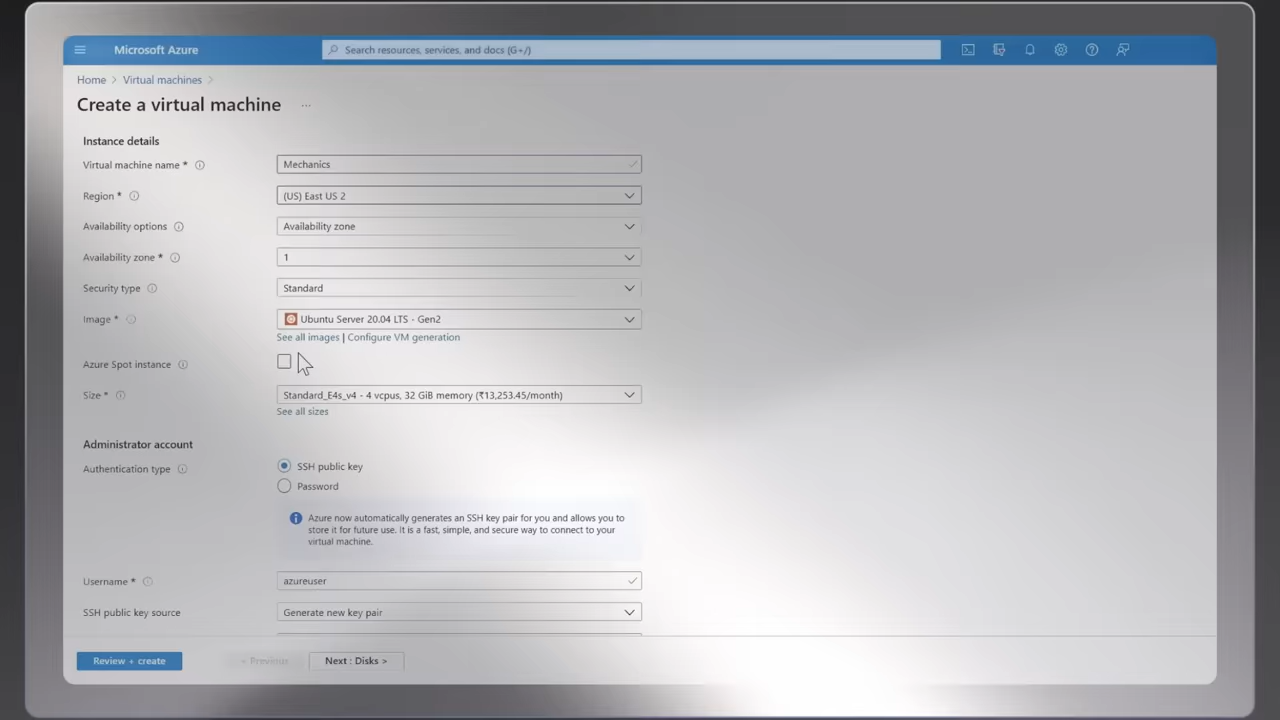 Microsoft Azure
Search resources, services, and docs (G+/)
Home > Virtual machines >
Create a virtual machine ...
Instance details
Virtual machine name * Mechanics
Region * (US) East US 2
Availability options Availability zone
Availability zone * 1
Security type Standard
Image * Ubuntu Server 20.04 LTS - Gen2
See all images | Configure VM generation
Azure Spot instance
Size * Standard_E4s_v4 - 4 vcpus, 32 GiB memory (₹13,253.45/month)
See all sizes
Administrator account
Authentication type SSH public key
Password
Azure now automatically generates an SSH key pair for you and allows you to
store it for future use. It is a fast, simple, and secure way to connect to your
virtual machine.
Username * azureuser
SSH public key source Generate new key pair
Review + create < Previous Next : Disks >